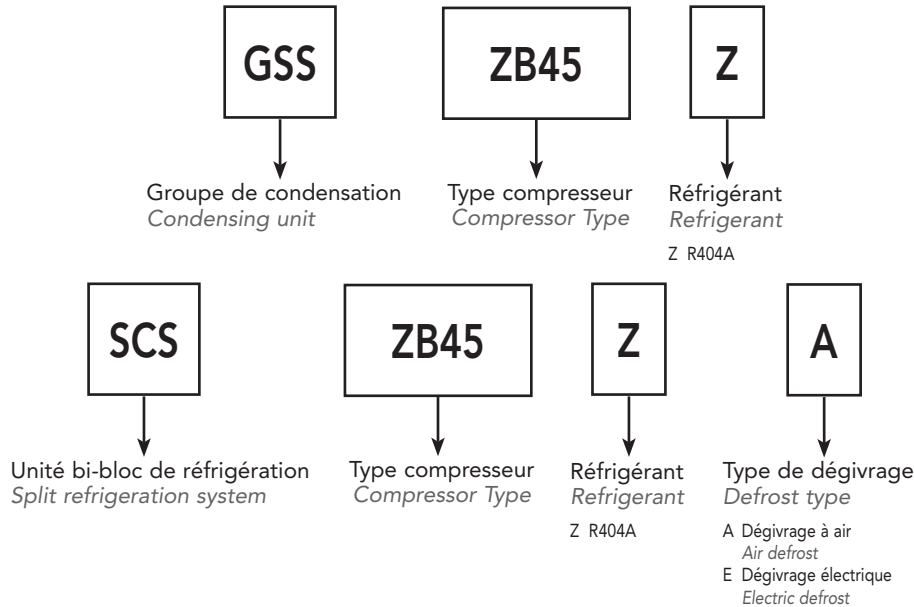 GSS ZB45 Z
Groupe de condensation Type compresseur Réfrigérant
Condensing unit Compressor Type Refrigerant
Z R404A
SCS ZB45 Z A
Unité bi-bloc de réfrigération Type compresseur Réfrigérant Type de dégivrage
Split refrigeration system Compressor Type Refrigerant Defrost type
Z R404A A Dégivrage à air
Air defrost
E Dégivrage électrique
Electric defrost